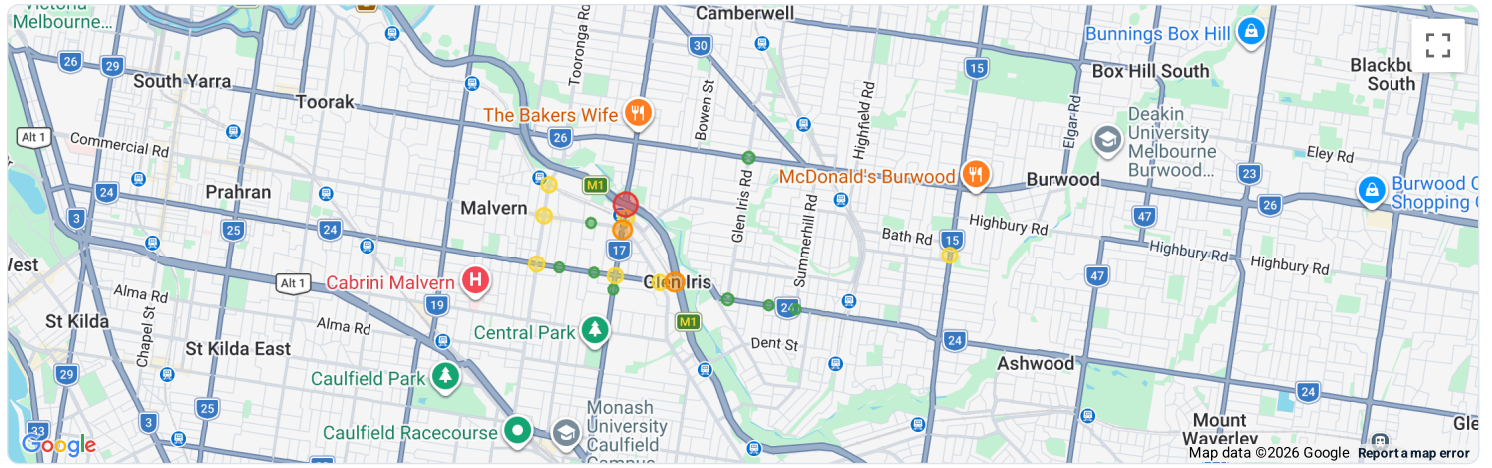 Victoria
Melbourne...
Camberwell
Toorongа Rd
26
29
30
15
Bunnings Box Hill
Box Hill South
South
South Yarra
Toorak
The Bakers Wife
Bowen St
Highfield Rd
Elgar Rd
Deakin
University
Melbourne
Burwood...
Alt 1
Commercial Rd
26
Eley Rd
McDonald's Burwood
Burwood
23
Burwood
Shopping
Prahran
24
M1
Malvern
Glen Iris Rd
Summerhill Rd
3
25
24
17
Bath Rd
15
Highbury Rd
47
26
Highbury Rd
Highbury Rd
West
Alt 1
Cabrini Malvern
H
Glen Iris
47
Alma Rd
19
24
St Kilda
Chapel St
Alma Rd
Central Park
M1
Dent St
24
St Kilda East
Ashwood
29
Caulfield Park
24
25
3
Monash
University
Caulfield
Campus
Mount
Waverley
33
Caulfield Racecourse
Google
Map data ©2026 Google
Report a map error